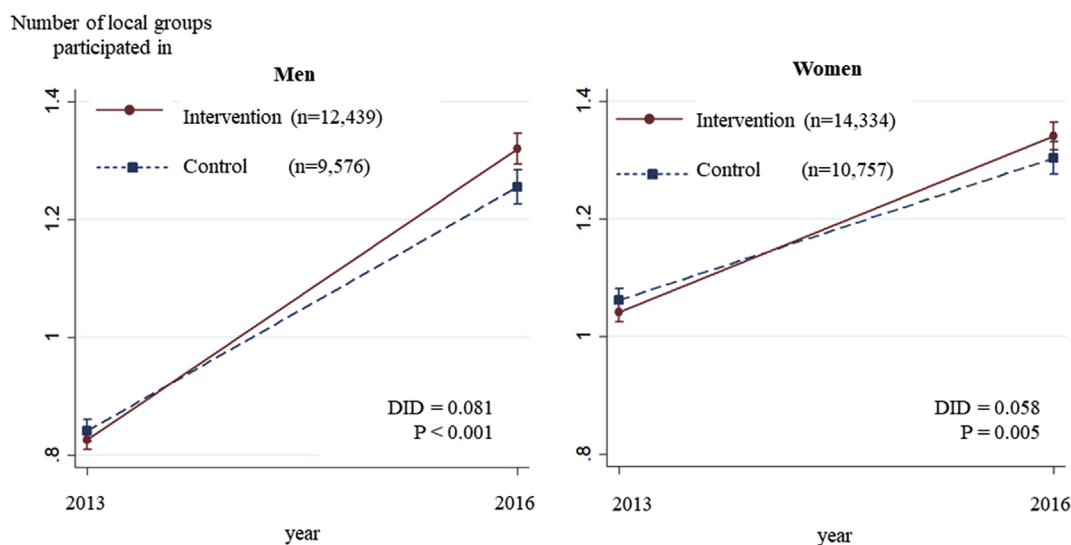 Number of local groups
participated in
Men
1.4
1.2
1
.8
Intervention (n=12,439)
Control (n=9,576)
DID = 0.081
P < 0.001
2013
2016
year
Women
1.4
1.2
1
.8
Intervention (n=14,334)
Control (n=10,757)
DID = 0.058
P = 0.005
2013
2016
year